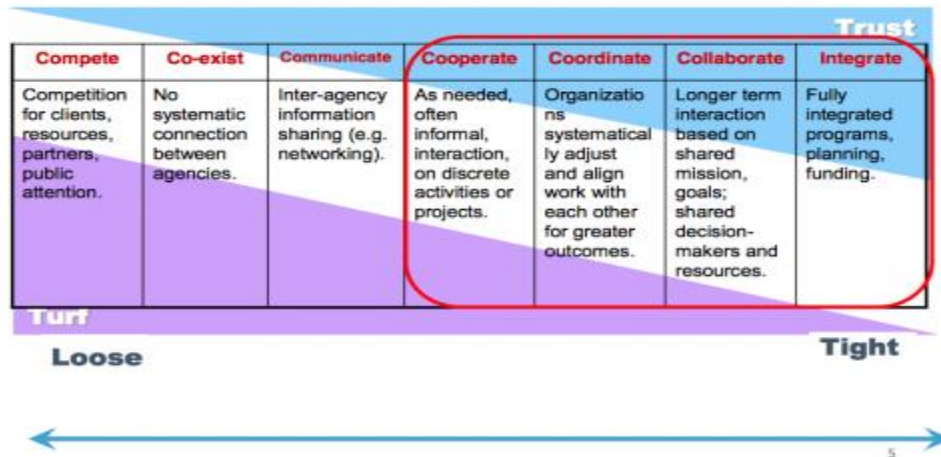 Trust
Compete
Co-exist
Communicate
Cooperate
Coordinate
Collaborate
Integrate
Competition
for clients,
resources,
partners,
public
attention.
No
systematic
connection
between
agencies.
Inter-agency
information
sharing (e.g.
networking).
As needed,
often
informal,
interaction,
on discrete
activities or
projects.
Organizatio
ns
systematical
ly adjust
and align
work with
each other
for greater
outcomes.
Longer term
interaction
based on
shared
mission,
goals;
shared
decision-
makers and
resources.
Fully
integrated
programs,
planning,
funding.
Turf
Loose
Tight
5